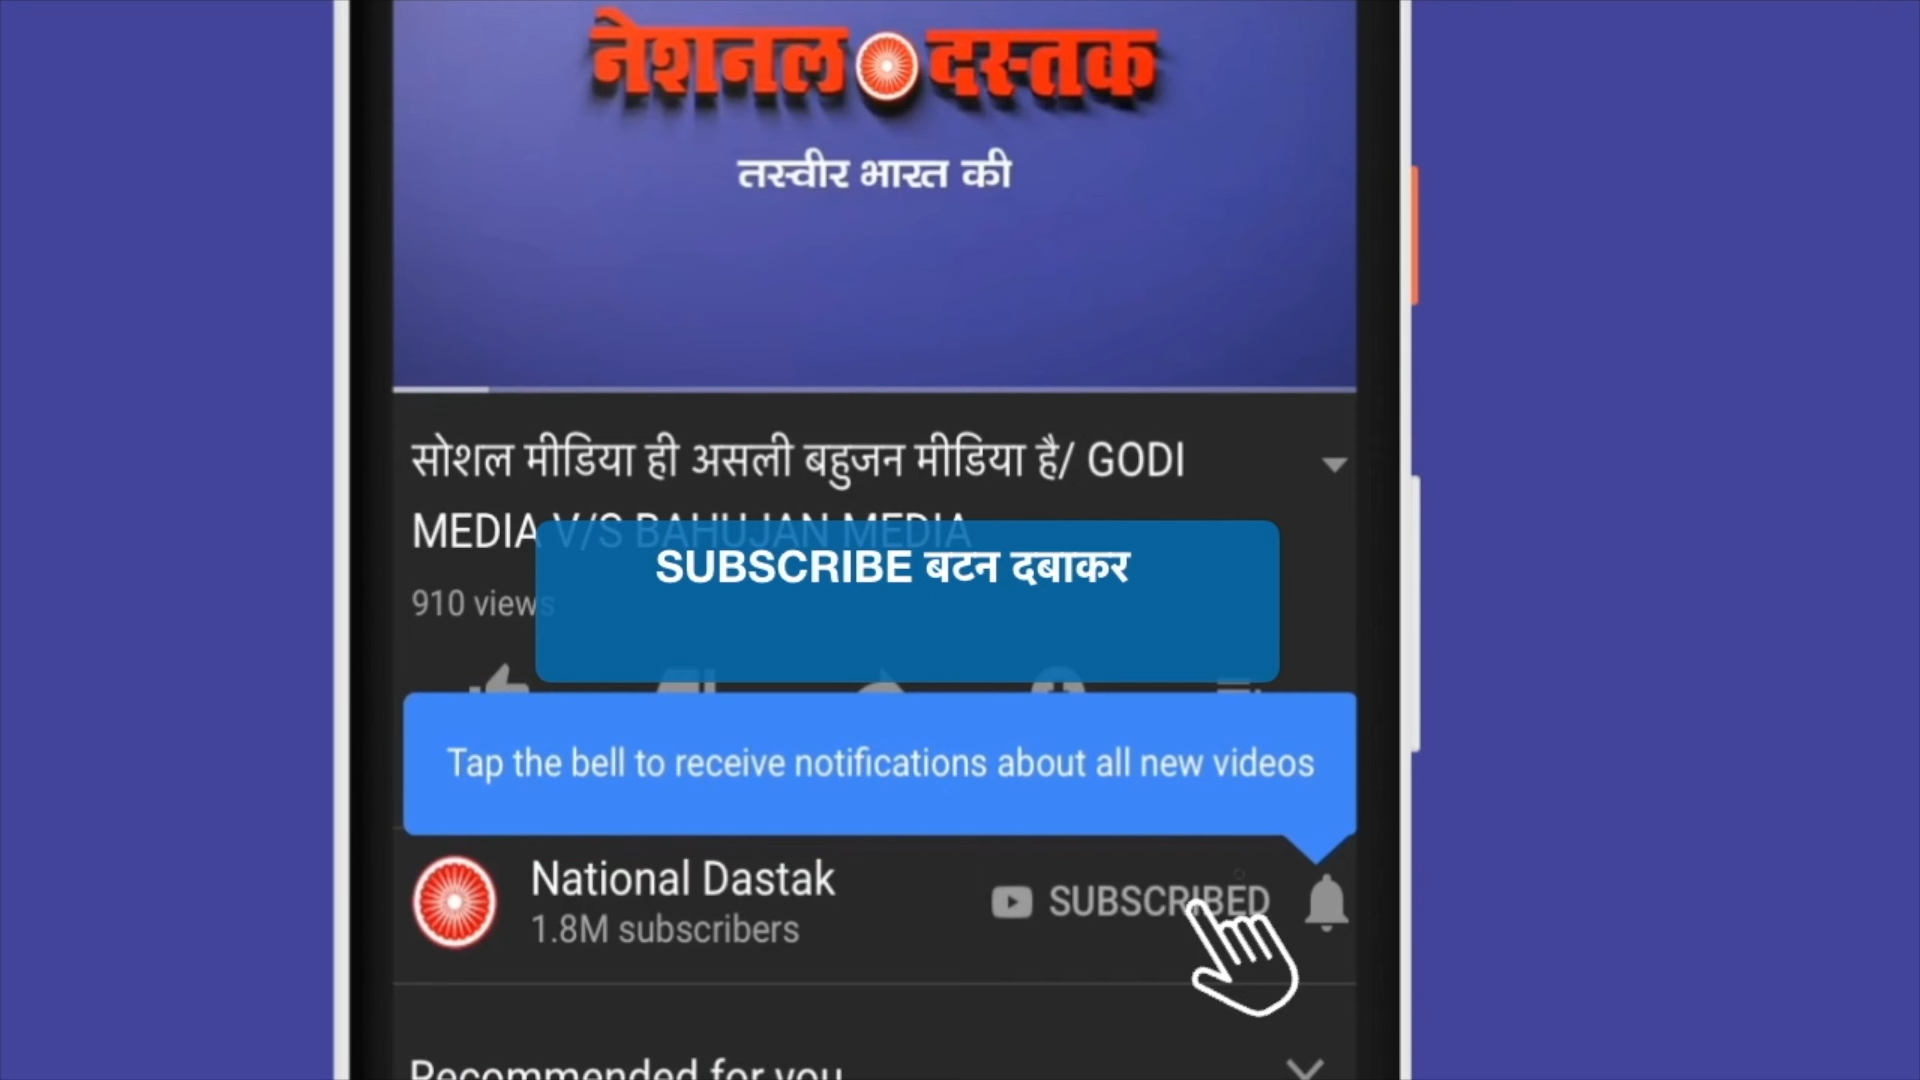 नेशनल दस्तक
तस्वीर भारत की
सोशल मीडिया ही असली बहुजन मीडिया है/ GODI
MEDIA V/S BAHUJAN MEDIA
SUBSCRIBE बटन दबाकर
910 views
Tap the bell to receive notifications about all new videos
National Dastak
SUBSCRIBED
1.8M subscribers
Recommended for you